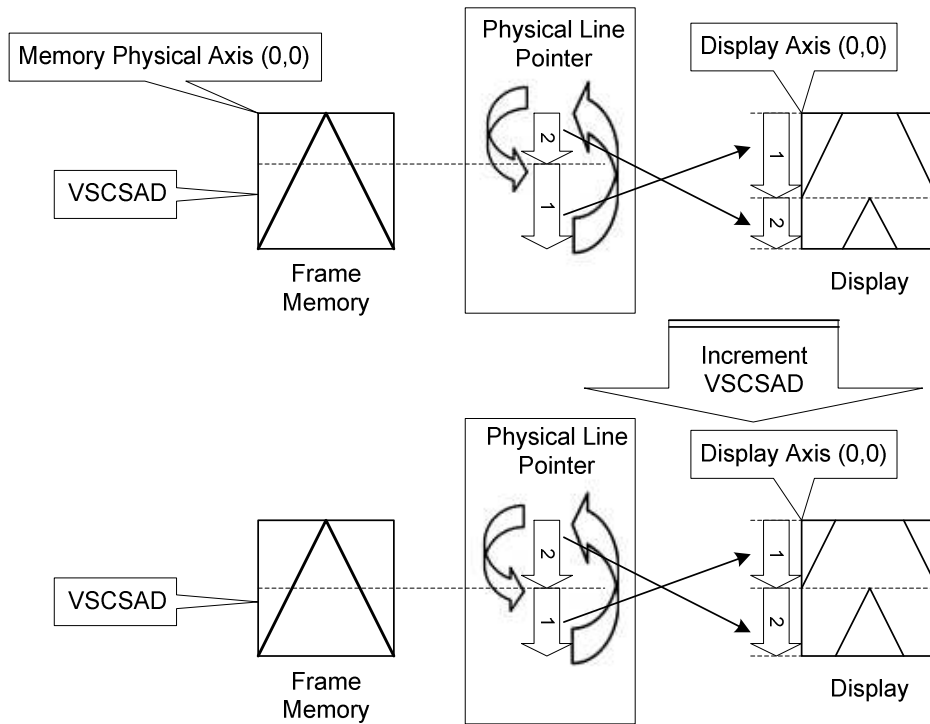 Physical Line
Pointer
Memory Physical Axis (0,0)
Display Axis (0,0)
VSCSAD
2
1
1
2
Frame
Memory
Display
Increment
VSCSAD
Physical Line
Pointer
Display Axis (0,0)
VSCSAD
2
1
1
2
Frame
Memory
Display